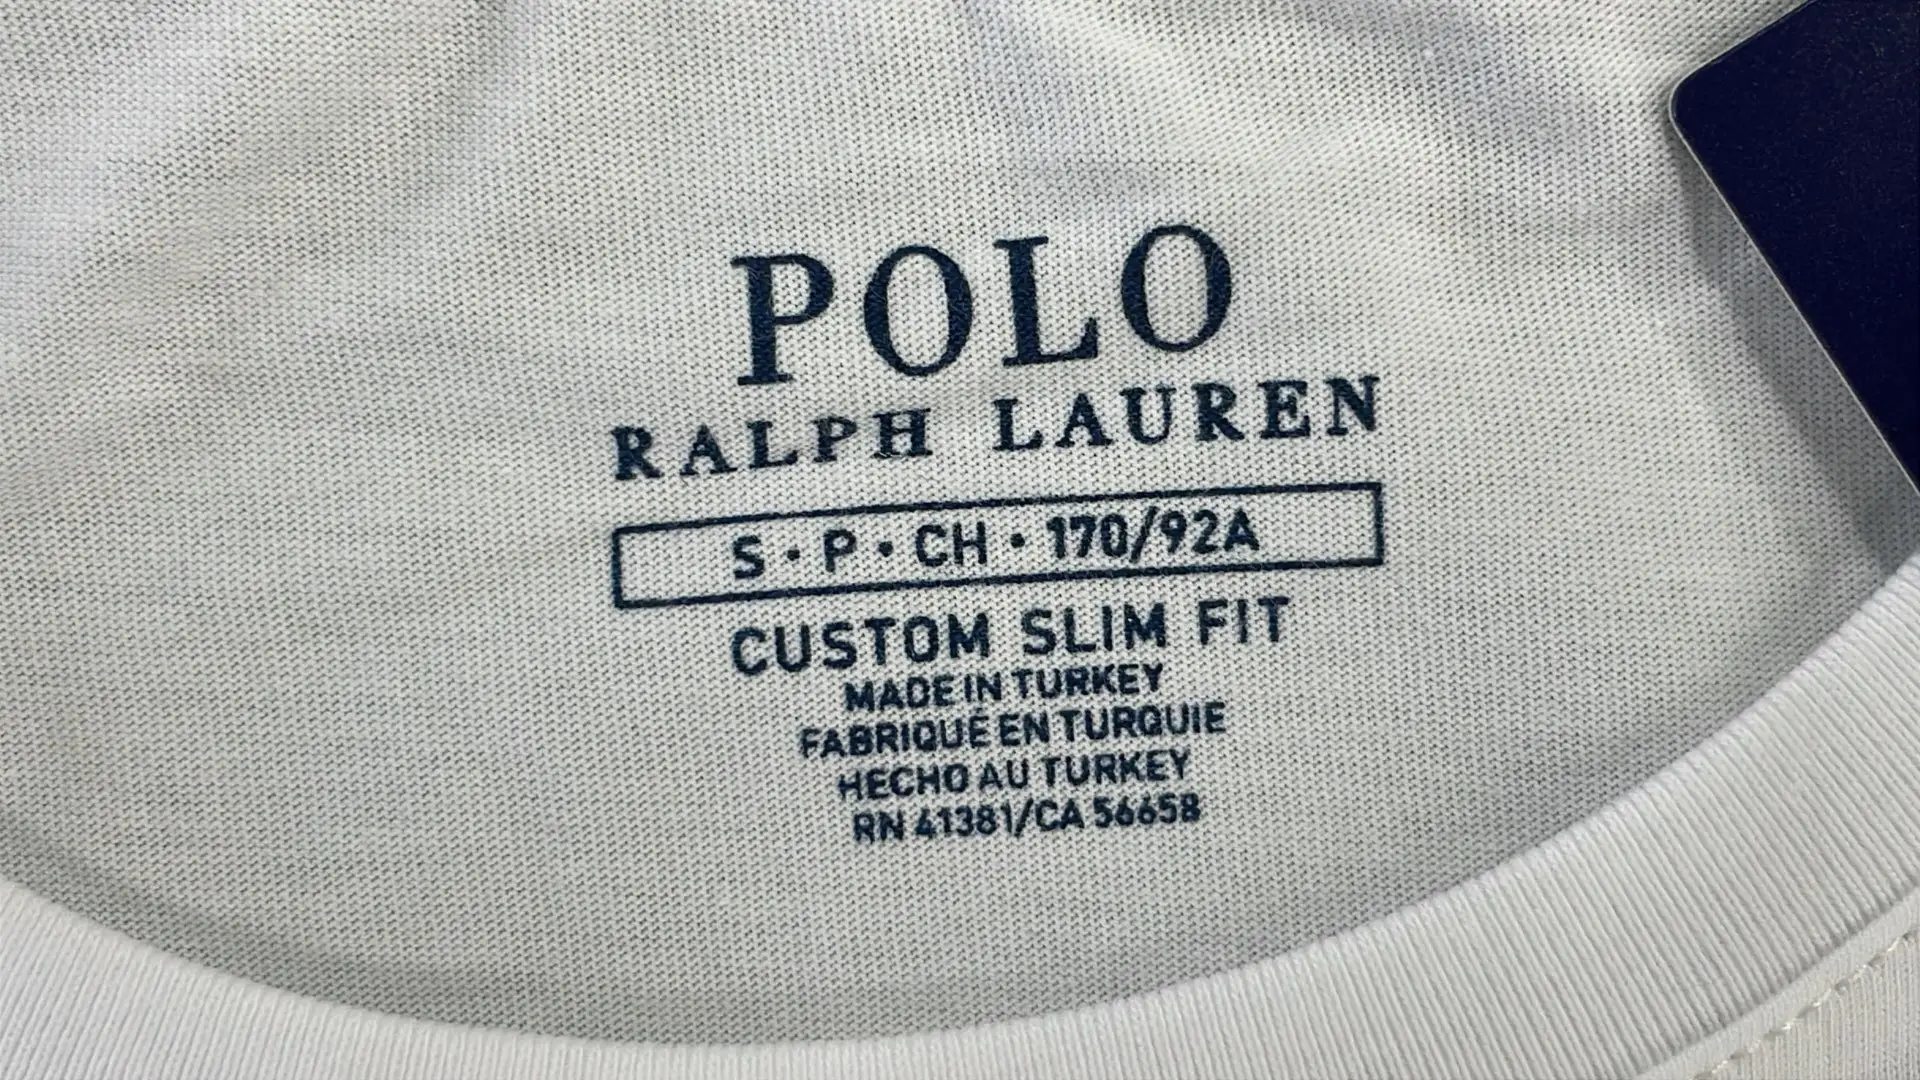 POLO
RALPH LAUREN
S · P · CH · 170/92A
CUSTOM SLIM FIT
MADE IN TURKEY
FABRIQUÉ EN TURQUIE
HECHO AU TURKEY
RN 41381/CA 56658